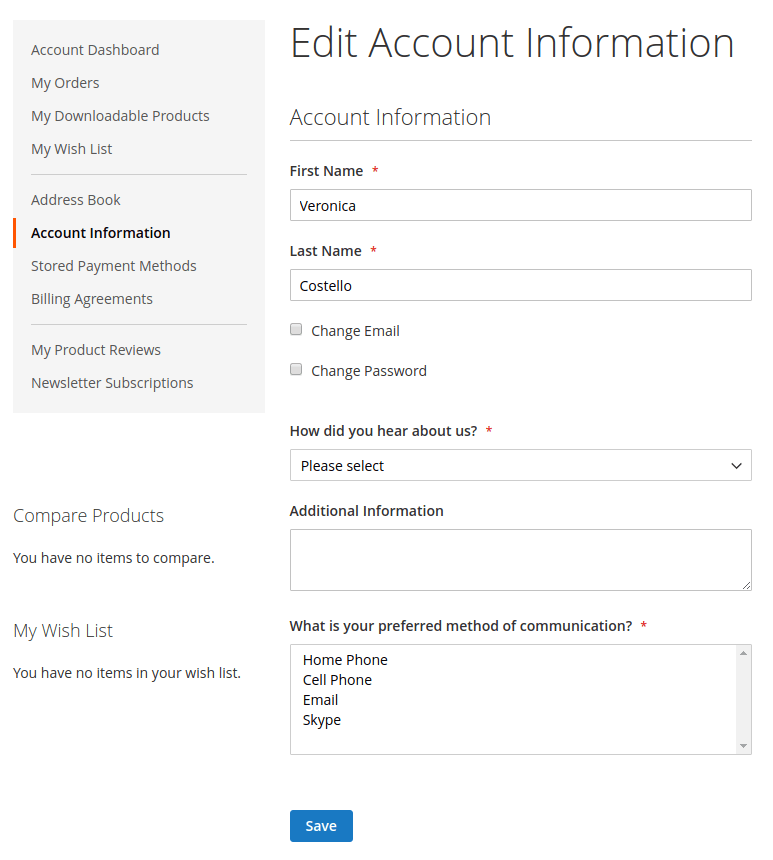 Account Dashboard
My Orders
My Downloadable Products
My Wish List
Address Book
Account Information
Stored Payment Methods
Billing Agreements
My Product Reviews
Newsletter Subscriptions
Compare Products
You have no items to compare.
My Wish List
You have no items in your wish list.
Edit Account Information
Account Information
First Name *
Veronica
Last Name *
Costello
Change Email
Change Password
How did you hear about us? *
Please select
Additional Information
What is your preferred method of communication? *
Home Phone
Cell Phone
Email
Skype
Save